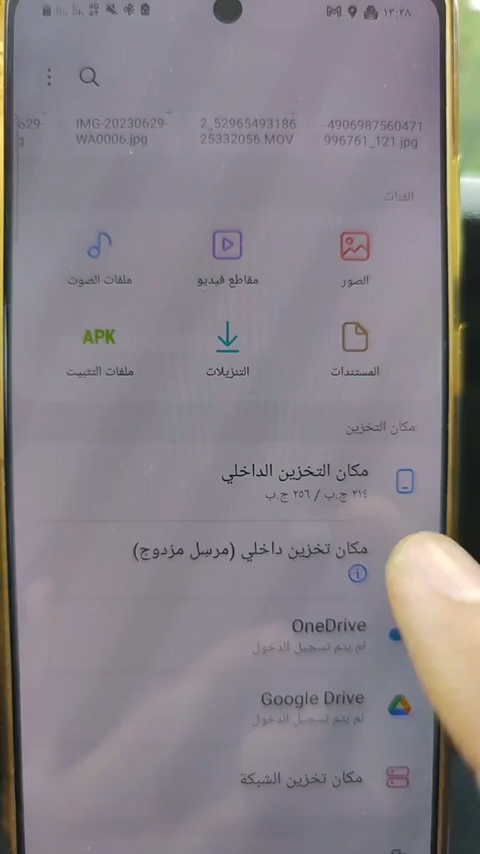 ١٣:٢٨
IMG-20230629-
WA0006.jpg
2_52965493186
25332056.MOV
-4906987560471
996761_121.jpg
الفئات
الصور
مقاطع فيديو
ملفات الصوت
المستندات
التنزيلات
APK
ملفات التثبيت
مكان التخزين
مكان التخزين الداخلي
٢١٤ ج.ب / ٢٥٦ ج.ب
مكان تخزين داخلي (مرسِل مزدوج)
OneDrive
لم يتم تسجيل الدخول
Google Drive
لم يتم تسجيل الدخول
مكان تخزين الشبكة